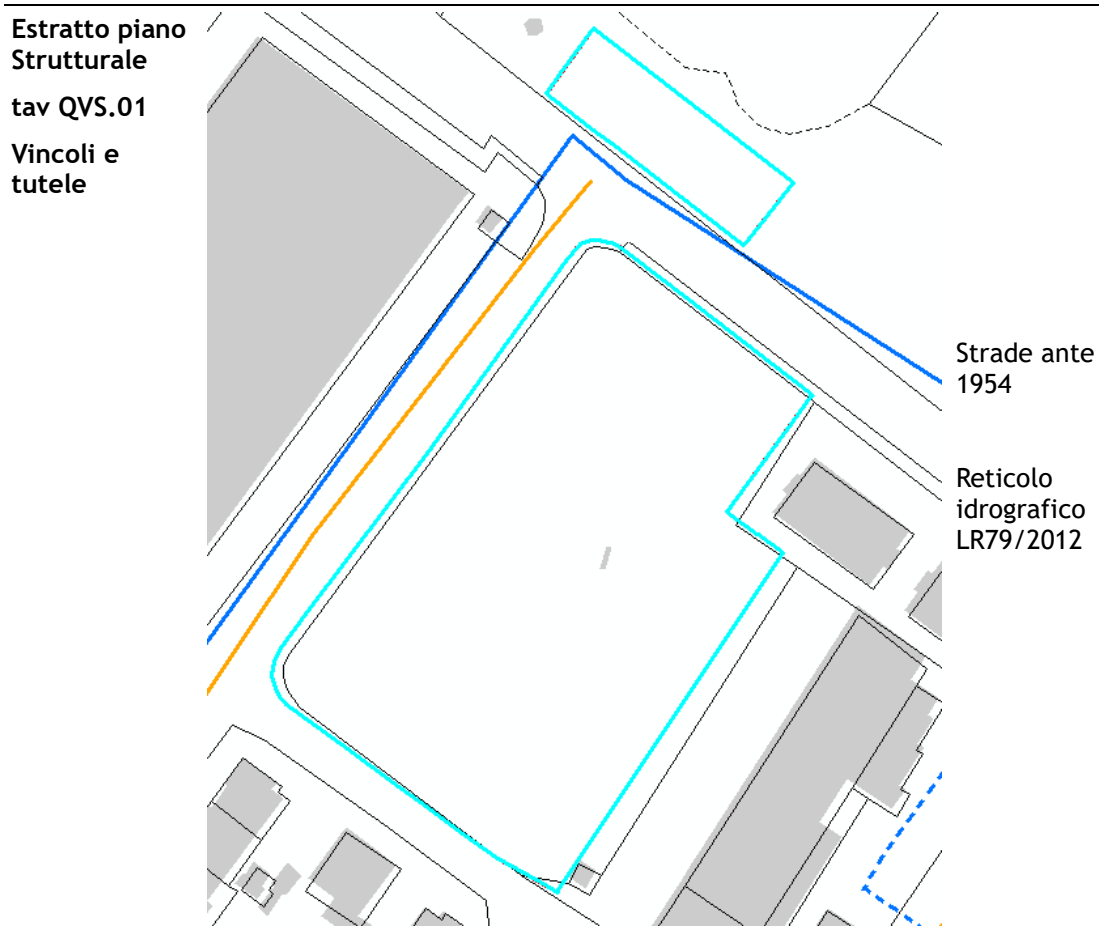 Estratto piano
Strutturale
tav QVS.01
Vincoli e
tutele
Strade ante
1954
Reticolo
idrografico
LR79/2012